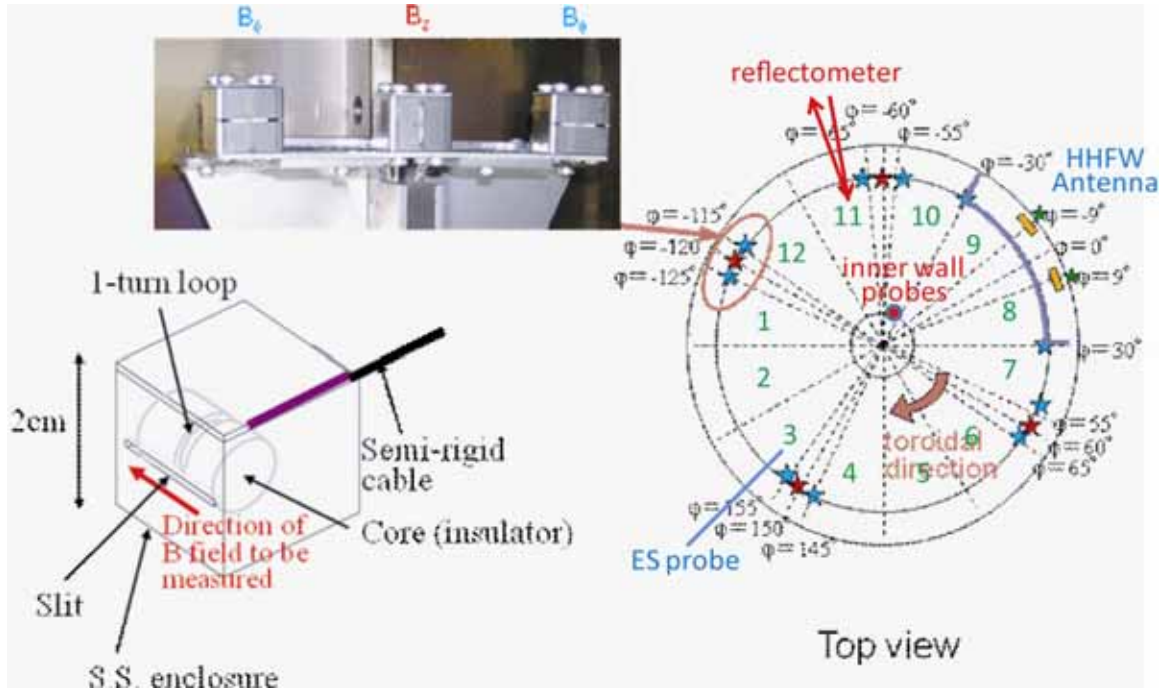 Bϕ
Bz
Bϕ
reflectometer
φ=-65°
φ=-60°
φ=-55°
φ=-30°
HHFW
Antenna
φ=-9°
φ=0°
φ=9°
φ=30°
φ=55°
φ=60°
φ=65°
φ=-115°
φ=-120
φ=-125°
11
10
9
8
7
6
5
4
3
2
1
12
inner wall
probes
toroidal
direction
φ=155
φ=150
φ=145°
ES probe
Top view
1-turn loop
2cm
Semi-rigid
cable
Core (insulator)
Direction of
B field to be
measured
Slit
S.S. enclosure